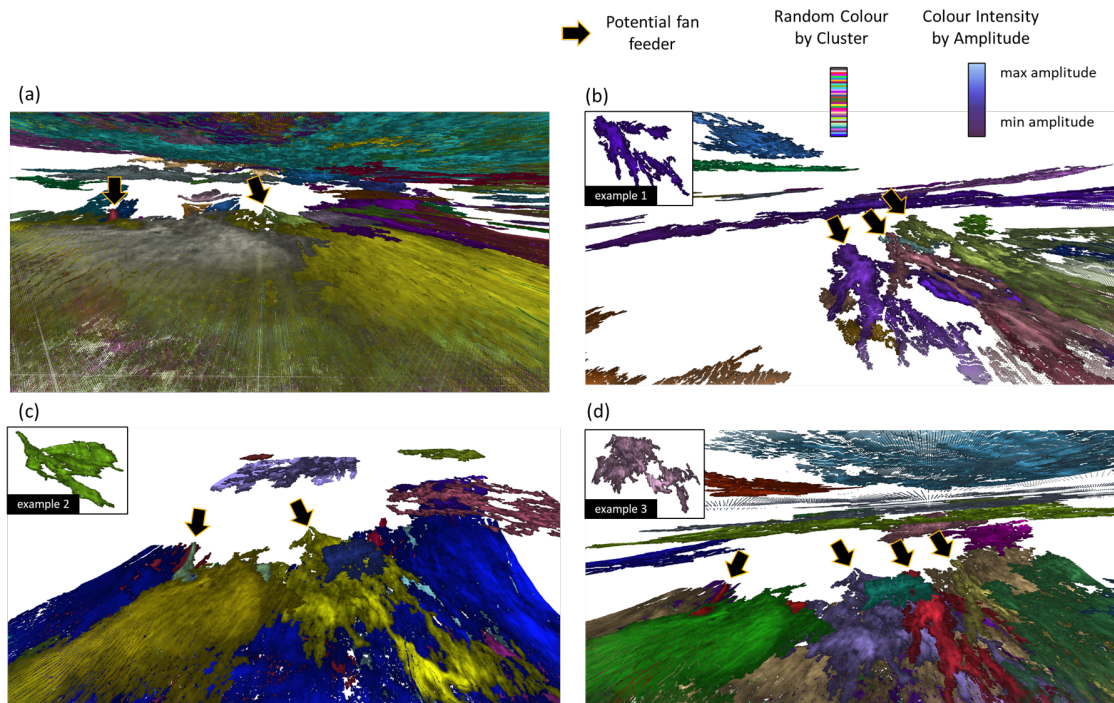 Potential fan
feeder
Random Colour
by Cluster
Colour Intensity
by Amplitude
max amplitude
min amplitude
(a)
(b)
example 1
(c)
example 2
(d)
example 3